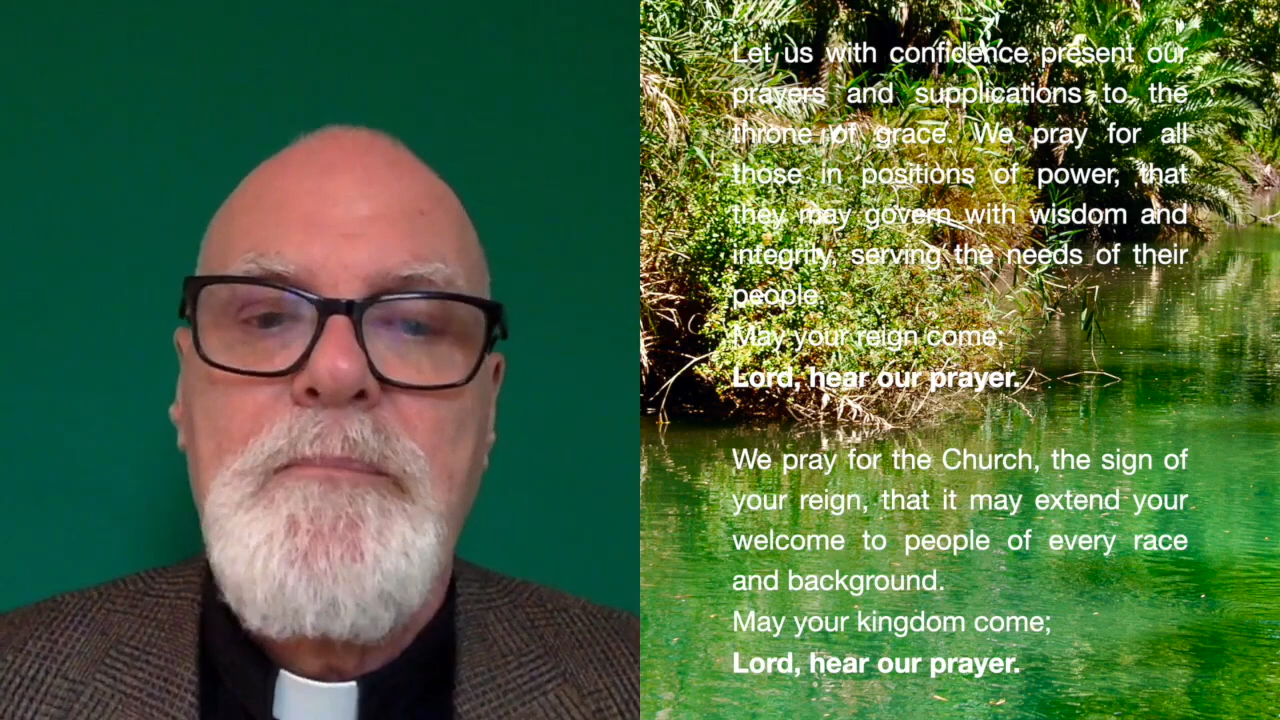 Let us with confidence present our
prayers and supplications to the
throne of grace. We pray for all
those in positions of power, that
they may govern with wisdom and
integrity, serving the needs of their
people.
May your reign come,
Lord, hear our prayer.
We pray for the Church, the sign of
your reign, that it may extend your
welcome to people of every race
and background.
May your kingdom come;
Lord, hear our prayer.